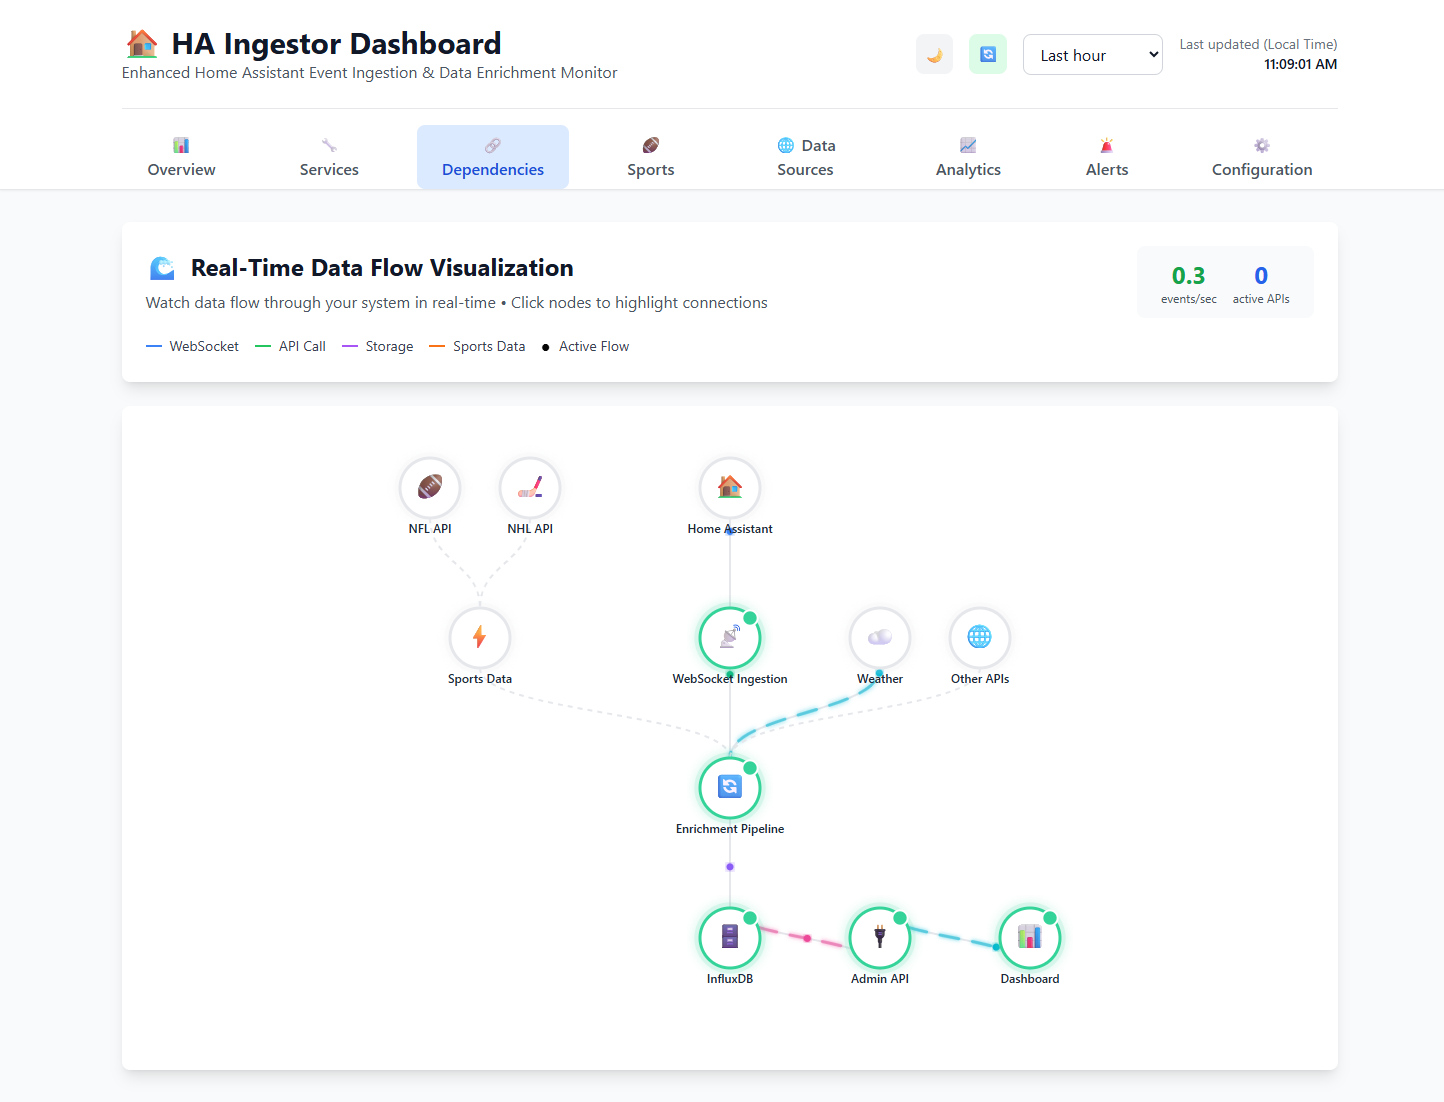 HA Ingestor Dashboard
Enhanced Home Assistant Event Ingestion & Data Enrichment Monitor
Last hour
Last updated (Local Time)
11:09:01 AM
Overview
Services
Dependencies
Sports
Data
Sources
Analytics
Alerts
Configuration
Real-Time Data Flow Visualization
Watch data flow through your system in real-time • Click nodes to highlight connections
0.3
events/sec
0
active APIs
WebSocket
API Call
Storage
Sports Data
Active Flow
NFL API
NHL API
Home Assistant
Sports Data
WebSocket Ingestion
Weather
Other APIs
Enrichment Pipeline
InfluxDB
Admin API
Dashboard